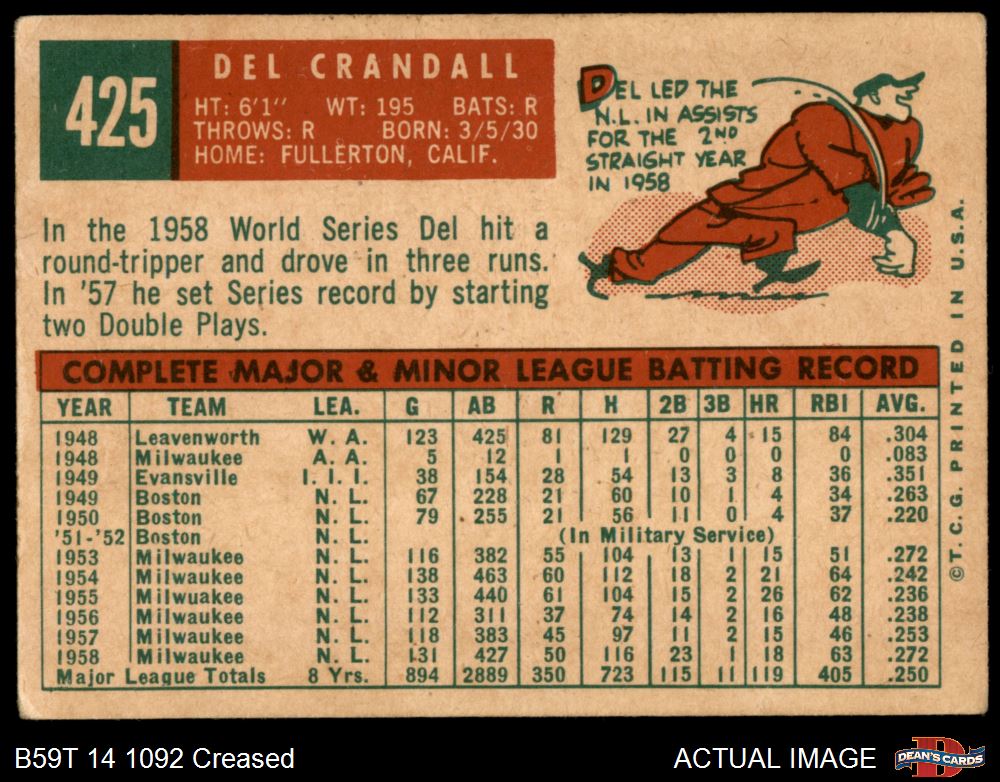 425
DEL CRANDALL
HT: 6'1" WT: 195 BATS: R
THROWS: R BORN: 3/5/30
HOME: FULLERTON, CALIF.
DEL LED THE
N.L. IN ASSISTS
FOR THE 2ND
STRAIGHT YEAR
IN 1958
In the 1958 World Series Del hit a
round-tripper and drove in three runs.
In '57 he set Series record by starting
two Double Plays.
COMPLETE MAJOR & MINOR LEAGUE BATTING RECORD
YEAR TEAM LEA. G AB R H 2B 3B HR RBI AVG.
1948 Leavenworth W. A. 123 425 81 129 27 4 15 84 .304
1948 Milwaukee A. A. 5 12 1 1 0 0 0 0 .083
1949 Evansville I. I. I. 38 154 28 54 13 3 8 36 .351
1949 Boston N. L. 67 228 21 60 10 1 4 34 .263
1950 Boston N. L. 79 255 21 56 11 0 4 37 .220
'51-'52 Boston N. L. (In Military Service)
1953 Milwaukee N. L. 116 382 55 104 13 1 15 51 .272
1954 Milwaukee N. L. 138 463 60 112 18 2 21 64 .242
1955 Milwuakee N. L. 133 440 61 104 15 2 26 62 .236
1956 Milwaukee N. L. 112 311 37 74 14 2 16 48 .238
1957 Milwaukee N. L. 118 383 45 97 11 2 15 46 .253
1958 Milwaukee N. L. 131 427 50 116 23 1 18 63 .272
Major League Totals 8 Yrs. 894 2889 350 723 115 11 119 405 .250
©T.C.G. PRINTED IN U.S.A.
B59T 14 1092 Creased
ACTUAL IMAGE
D
DEAN'S CARDS